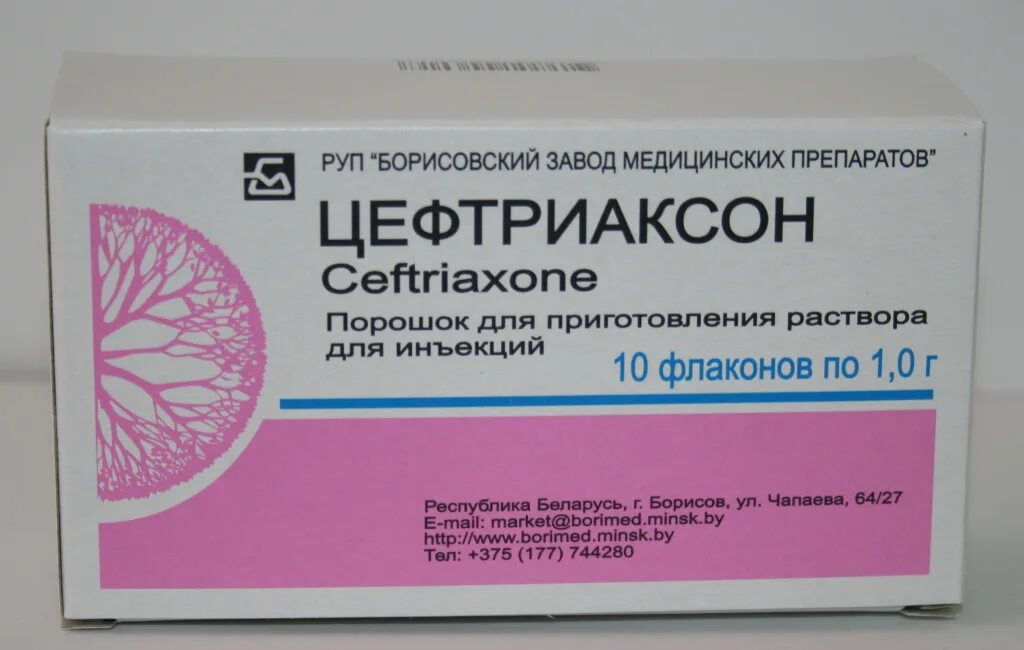 РУП "БОРИСОВСКИЙ ЗАВОД МЕДИЦИНСКИХ ПРЕПАРАТОВ"
ЦЕФТРИАКСОН
Ceftriaxone
Порошок для приготовления раствора
для инъекций
10 флаконов по 1,0 г
Республика Беларусь, г. Борисов, ул. Чапаева, 64/27
E-mail: market@borimed.minsk.by
http://www.borimed.minsk.by
Тел: +375 (177) 744280